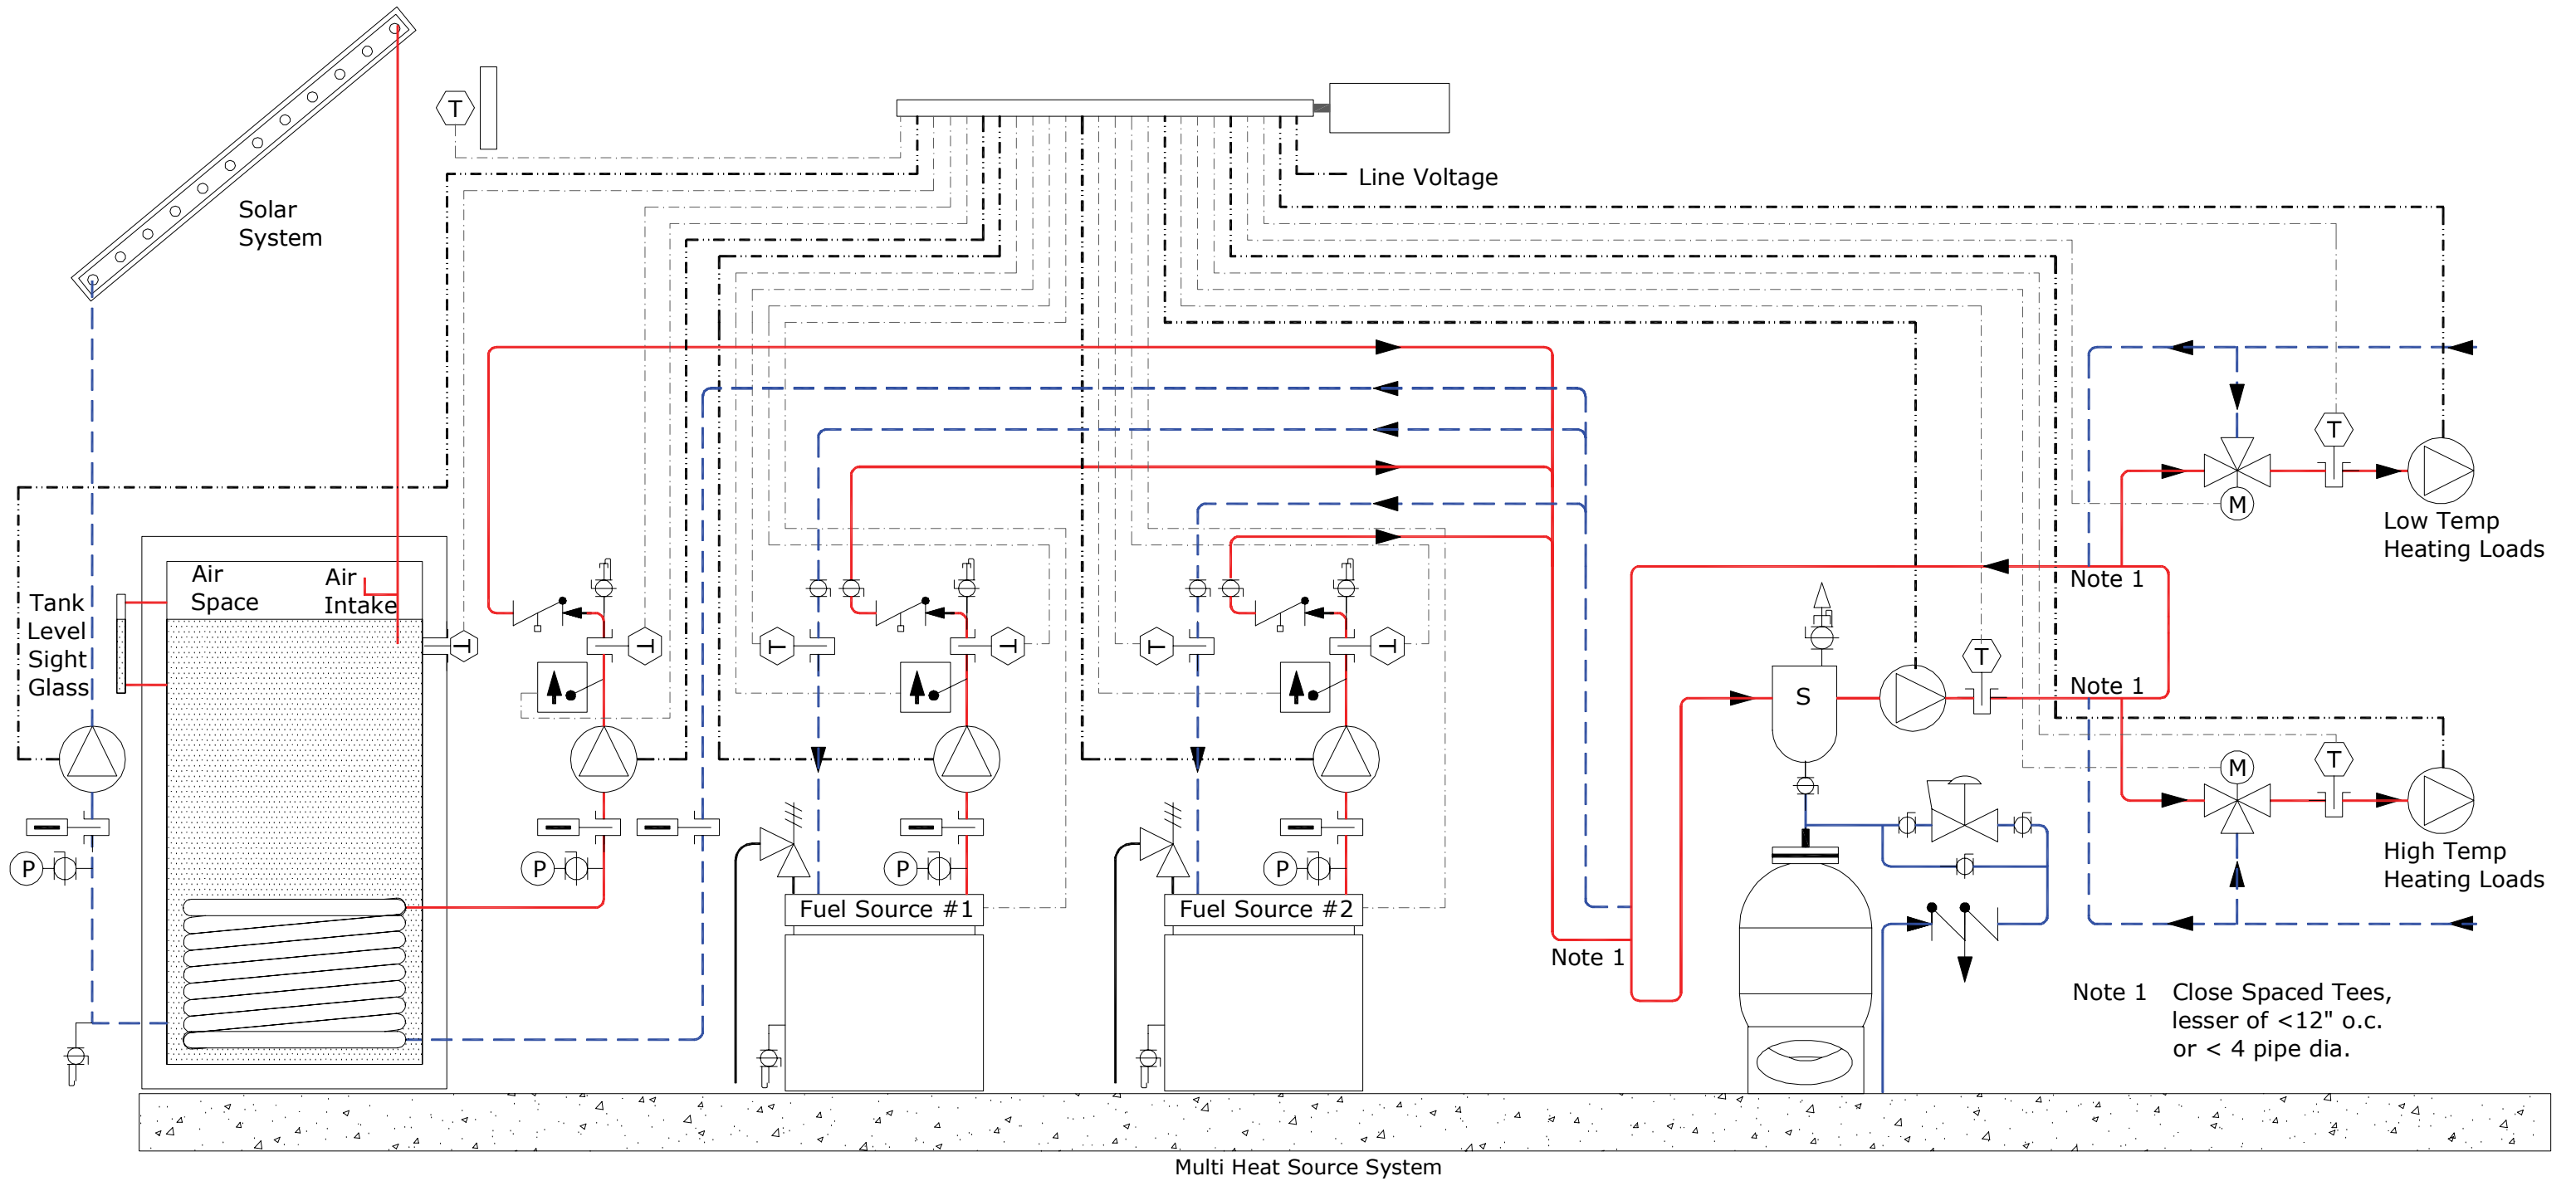 T
Line Voltage
Solar
System
T
Low Temp
Heating Loads
M
Air
Space
Air
Intake
Tank
Level
Sight
Glass
Note 1
T
T
T
T
T
T
T
Note 1
S
M
T
P
P
P
P
High Temp
Heating Loads
Fuel Source #1
Fuel Source #2
Note 1
Note 1 Close Spaced Tees,
lesser of <12" o.c.
or < 4 pipe dia.
Multi Heat Source System